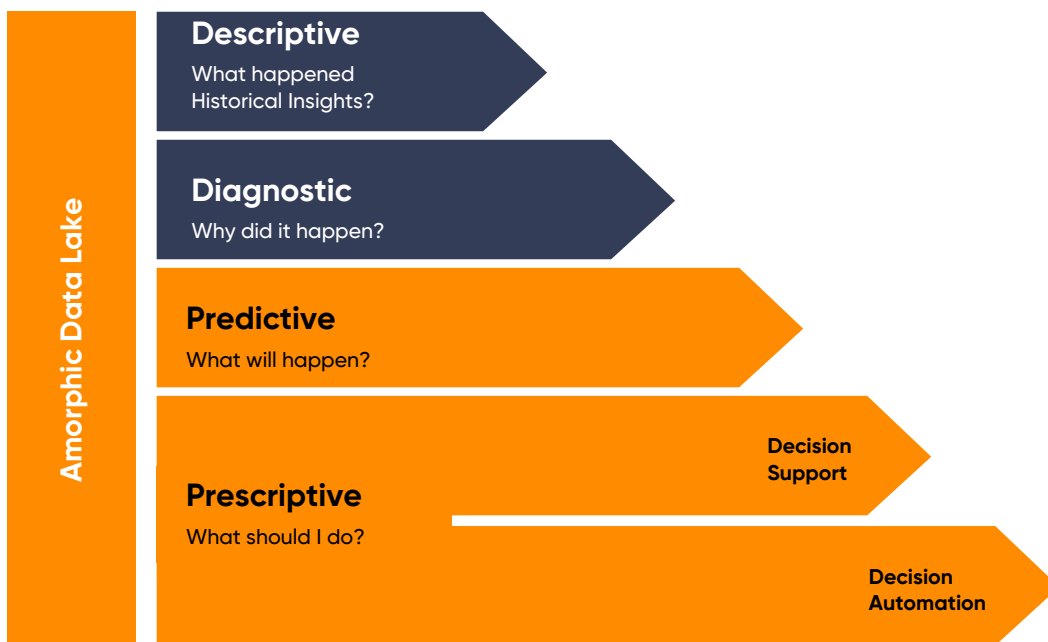 Amorphic Data Lake
Descriptive
What happened
Historical Insights?
Diagnostic
Why did it happen?
Predictive
What will happen?
Decision
Support
Prescriptive
What should I do?
Decision
Automation